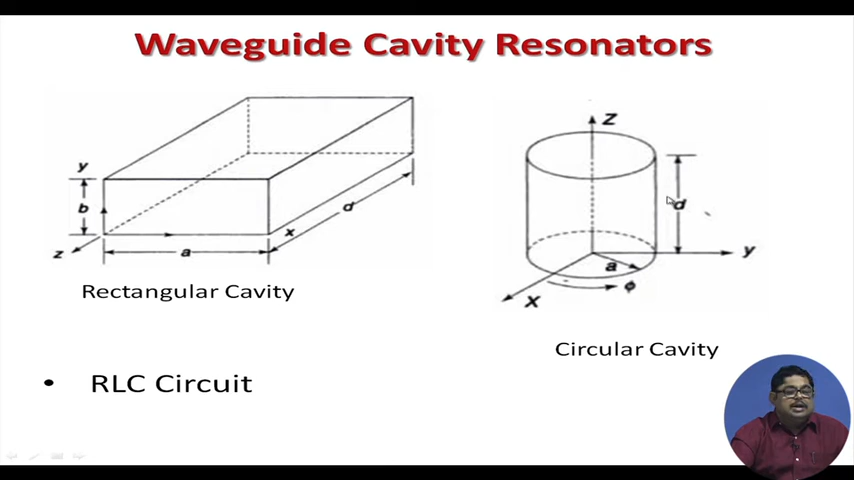 Waveguide Cavity Resonators
y
b
z
a
x
d
Rectangular Cavity
z
d
y
a
x
ϕ
Circular Cavity
• RLC Circuit